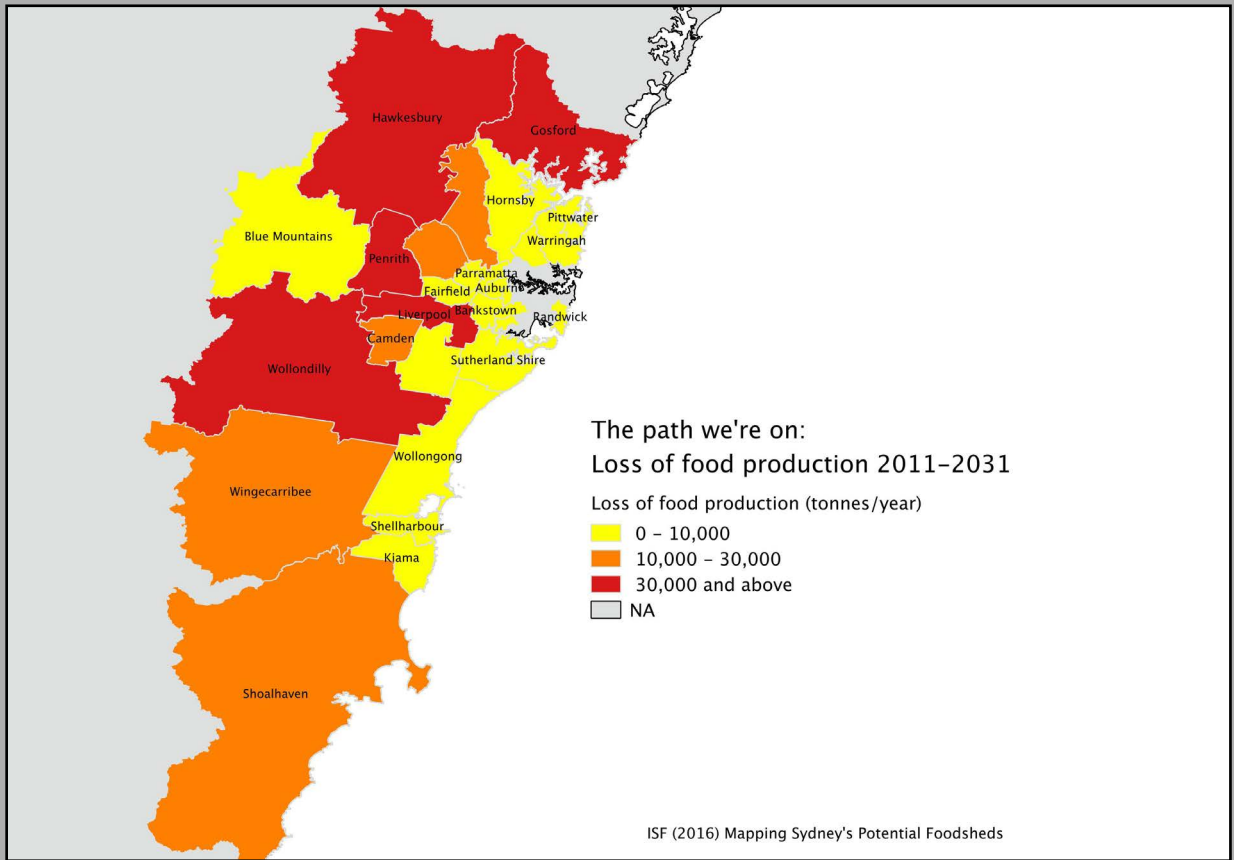 Hawkesbury
Gosford
Hornsby
Pittwater
Blue Mountains
Warringah
Penrith
Parramatta
Fairfield
Auburn
Liverpool
Bankstown
Randwick
Camden
Sutherland Shire
Wollondilly
Wollongong
Wingecarribee
Shellharbour
Kiama
Shoalhaven
The path we're on:
Loss of food production 2011–2031
Loss of food production (tonnes/year)
0 – 10,000
10,000 – 30,000
30,000 and above
NA
ISF (2016) Mapping Sydney's Potential Foodsheds